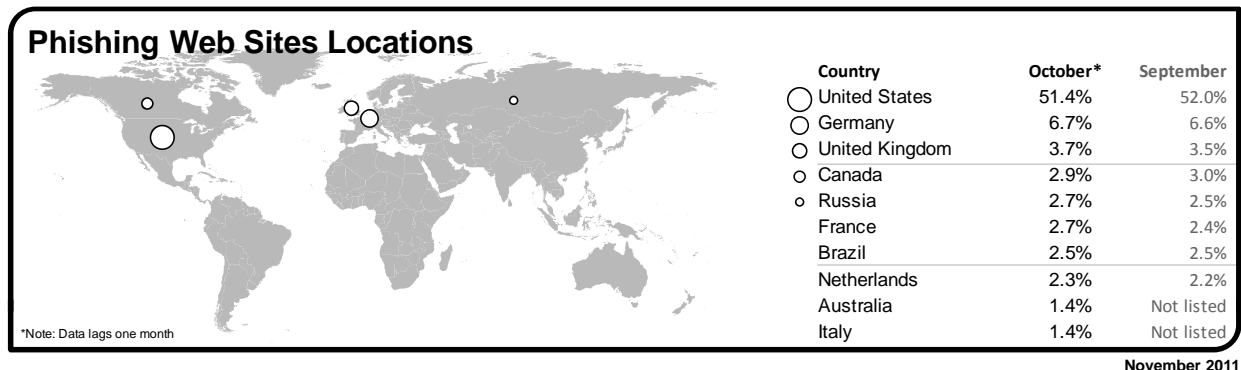 Phishing Web Sites Locations
Country October* September
United States 51.4% 52.0%
Germany 6.7% 6.6%
United Kingdom 3.7% 3.5%
Canada 2.9% 3.0%
Russia 2.7% 2.5%
France 2.7% 2.4%
Brazil 2.5% 2.5%
Netherlands 2.3% 2.2%
Australia 1.4% Not listed
Italy 1.4% Not listed
*Note: Data lags one month
November 2011